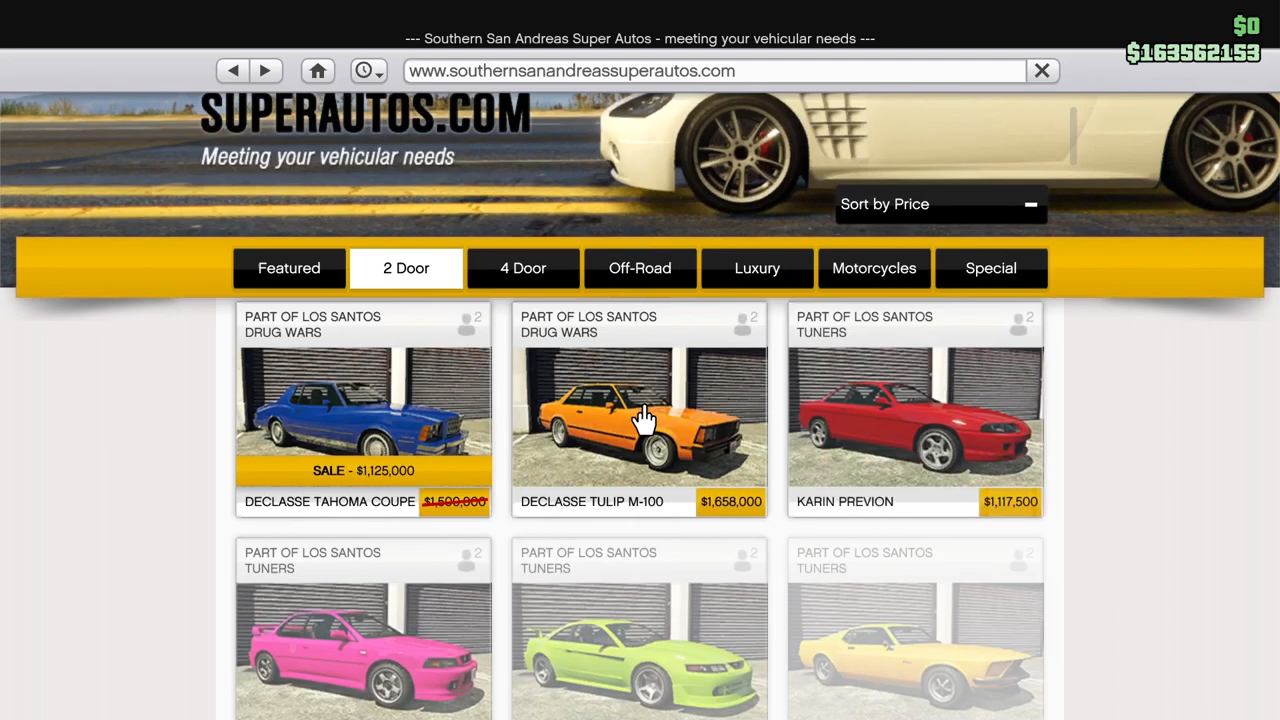 --- Southern San Andreas Super Autos - meeting your vehicular needs ---
$0
$163562153
www.southernsanandreassuperautos.com
SUPERAUTOS.COM
Meeting your vehicular needs
Sort by Price
Featured
2 Door
4 Door
Off-Road
Luxury
Motorcycles
Special
PART OF LOS SANTOS
DRUG WARS
2
SALE - $1,125,000
DECLASSE TAHOMA COUPE
$1,500,000
PART OF LOS SANTOS
DRUG WARS
2
DECLASSE TULIP M-100
$1,658,000
PART OF LOS SANTOS
TUNERS
2
KARIN PREVION
$1,117,500
PART OF LOS SANTOS
TUNERS
2
PART OF LOS SANTOS
TUNERS
2
PART OF LOS SANTOS
TUNERS
2